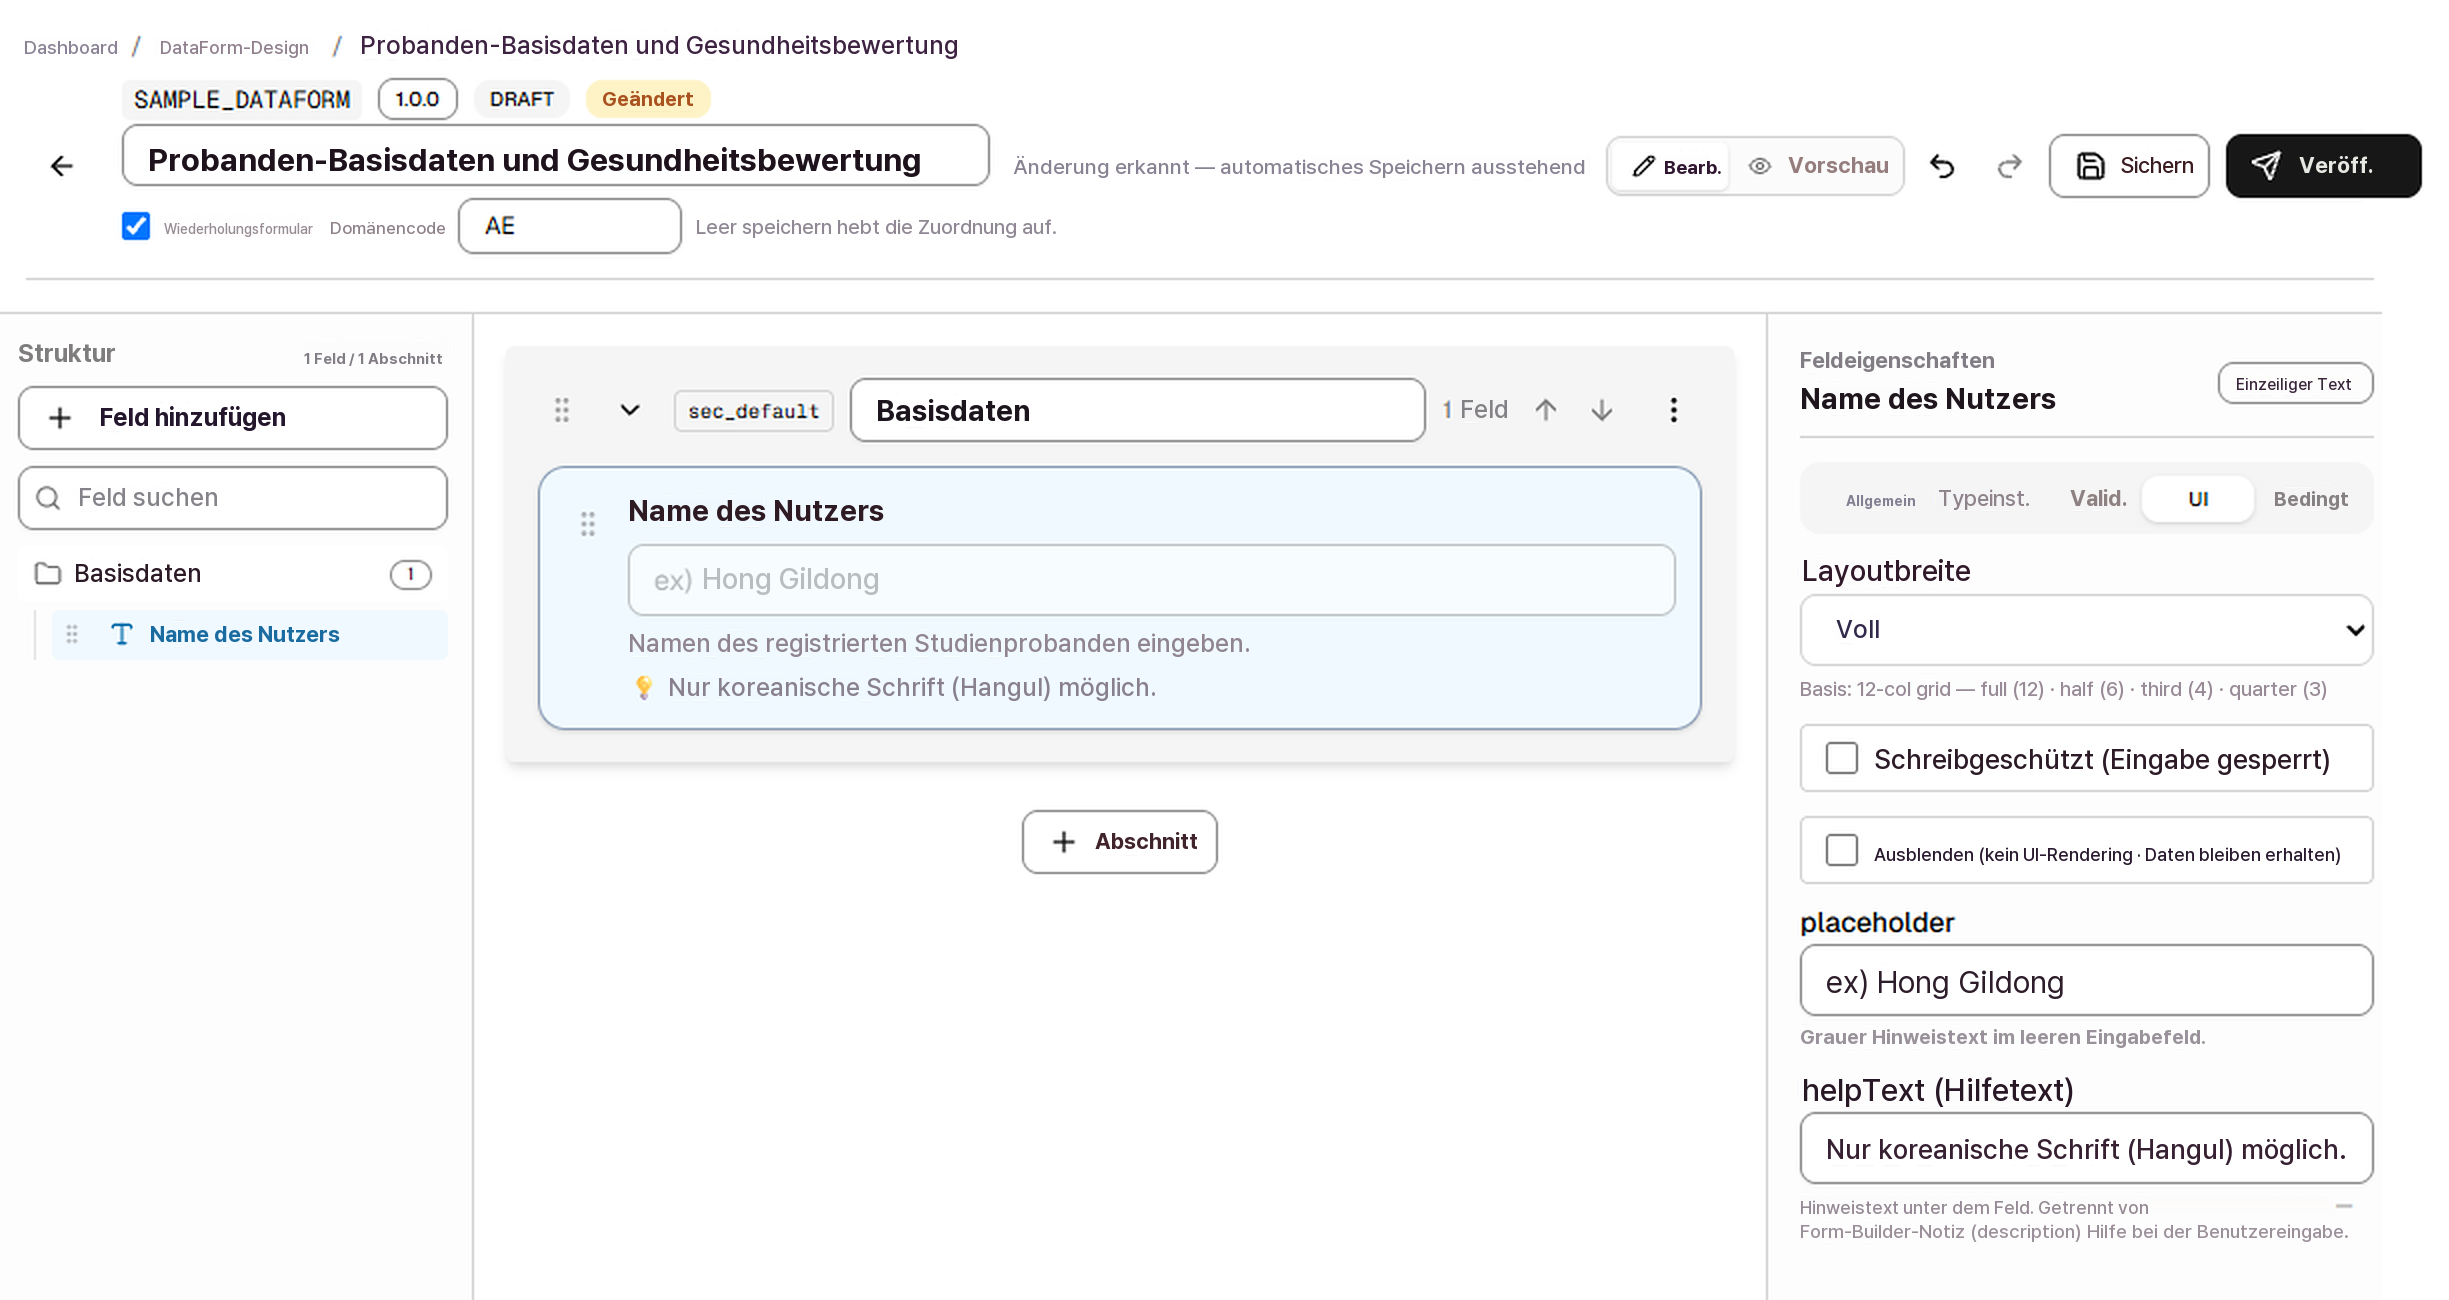 Dashboard / DataForm-Design / Probanden-Basisdaten und Gesundheitsbewertung
SAMPLE_DATAFORM 1.0.0 DRAFT Geändert
Probanden-Basisdaten und Gesundheitsbewertung
Änderung erkannt — automatisches Speichern ausstehend
Bearb. Vorschau
Sichern
Veröff.
Wiederholungsformular Domänencode AE Leer speichern hebt die Zuordnung auf.
Struktur 1 Feld / 1 Abschnitt
+ Feld hinzufügen
Feld suchen
Basisdaten 1
Name des Nutzers
sec_default Basisdaten 1 Feld
Name des Nutzers
ex) Hong Gildong
Namen des registrierten Studienprobanden eingeben.
Nur koreanische Schrift (Hangul) möglich.
+ Abschnitt
Feldeigenschaften
Name des Nutzers
Einzeiliger Text
Allgemein Typeinst. Valid. UI Bedingt
Layoutbreite
Voll
Basis: 12-col grid — full (12) · half (6) · third (4) · quarter (3)
Schreibgeschützt (Eingabe gesperrt)
Ausblenden (kein UI-Rendering · Daten bleiben erhalten)
placeholder
ex) Hong Gildong
Grauer Hinweistext im leeren Eingabefeld.
helpText (Hilfetext)
Nur koreanische Schrift (Hangul) möglich.
Hinweistext unter dem Feld. Getrennt von —
Form-Builder-Notiz (description) Hilfe bei der Benutzereingabe.